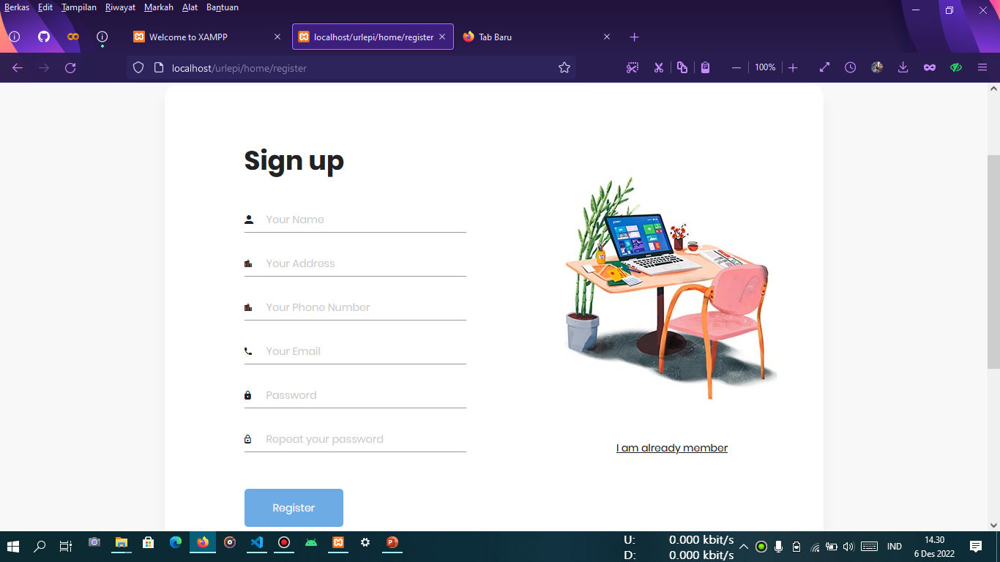 Berkas Edit Tampilan Riwayat Markah Alat Bantuan
Welcome to XAMPP
localhost/urlepi/home/register
Tab Baru
localhost/urlepi/home/register
100%
Sign up
Your Name
Your Address
Your Phone Number
Your Email
Password
Repeat your password
I am already member
Register
U: 0.000 kbit/s
D: 0.000 kbit/s
IND
14.30
6 Des 2022